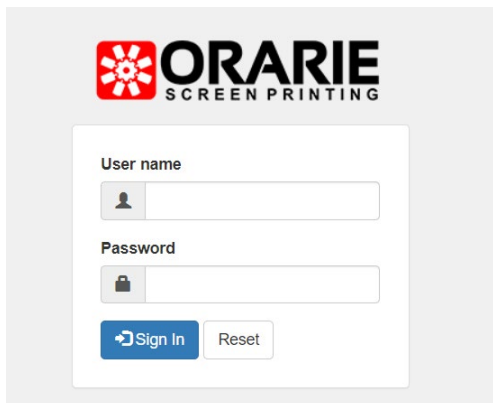 ORARIE
SCREEN PRINTING
User name
Password
Sign In Reset